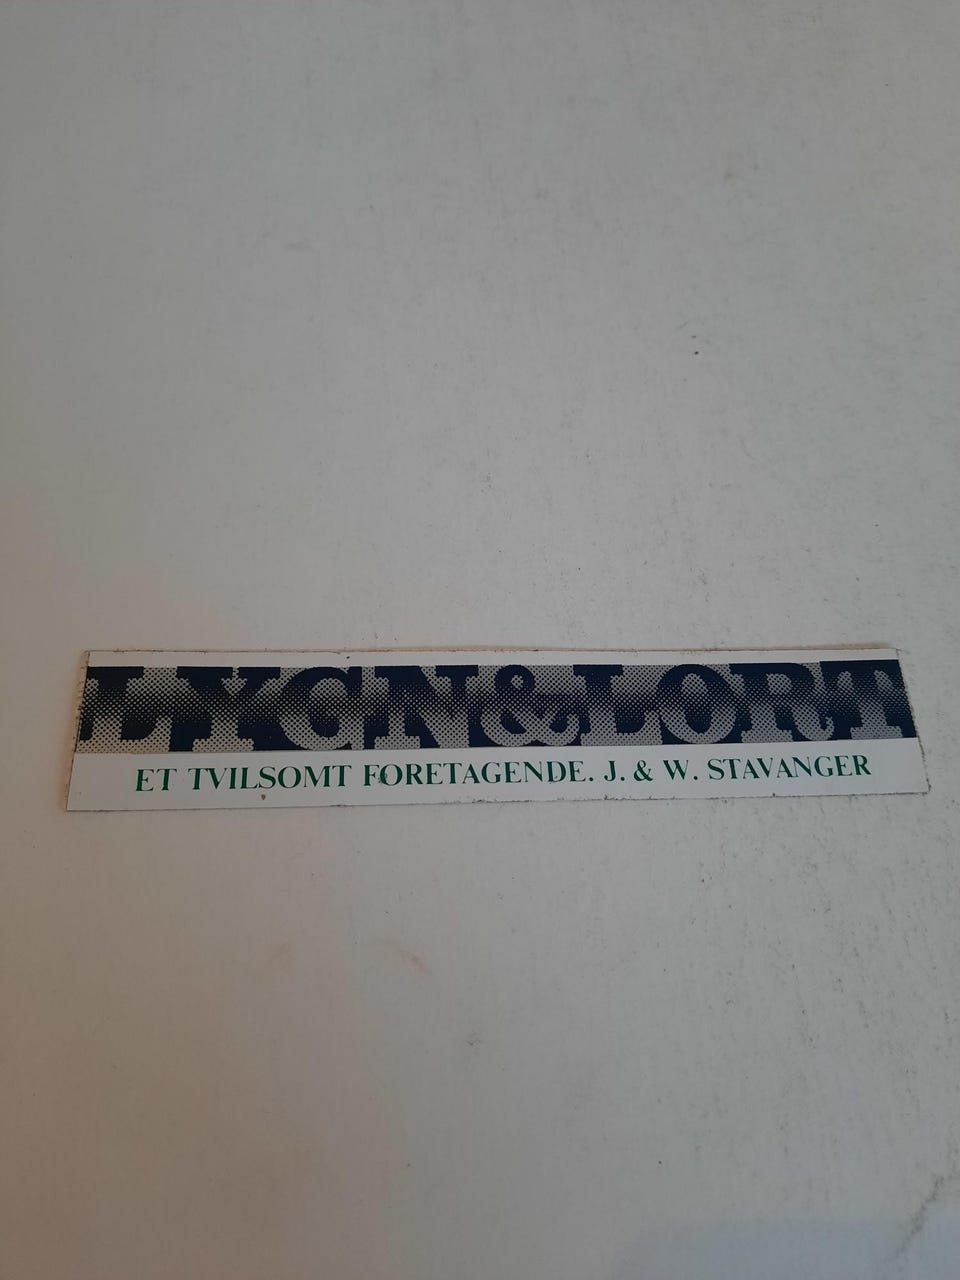 LYGN&LORT
ET TVILSOMT FORETAGENDE. J. & W. STAVANGER